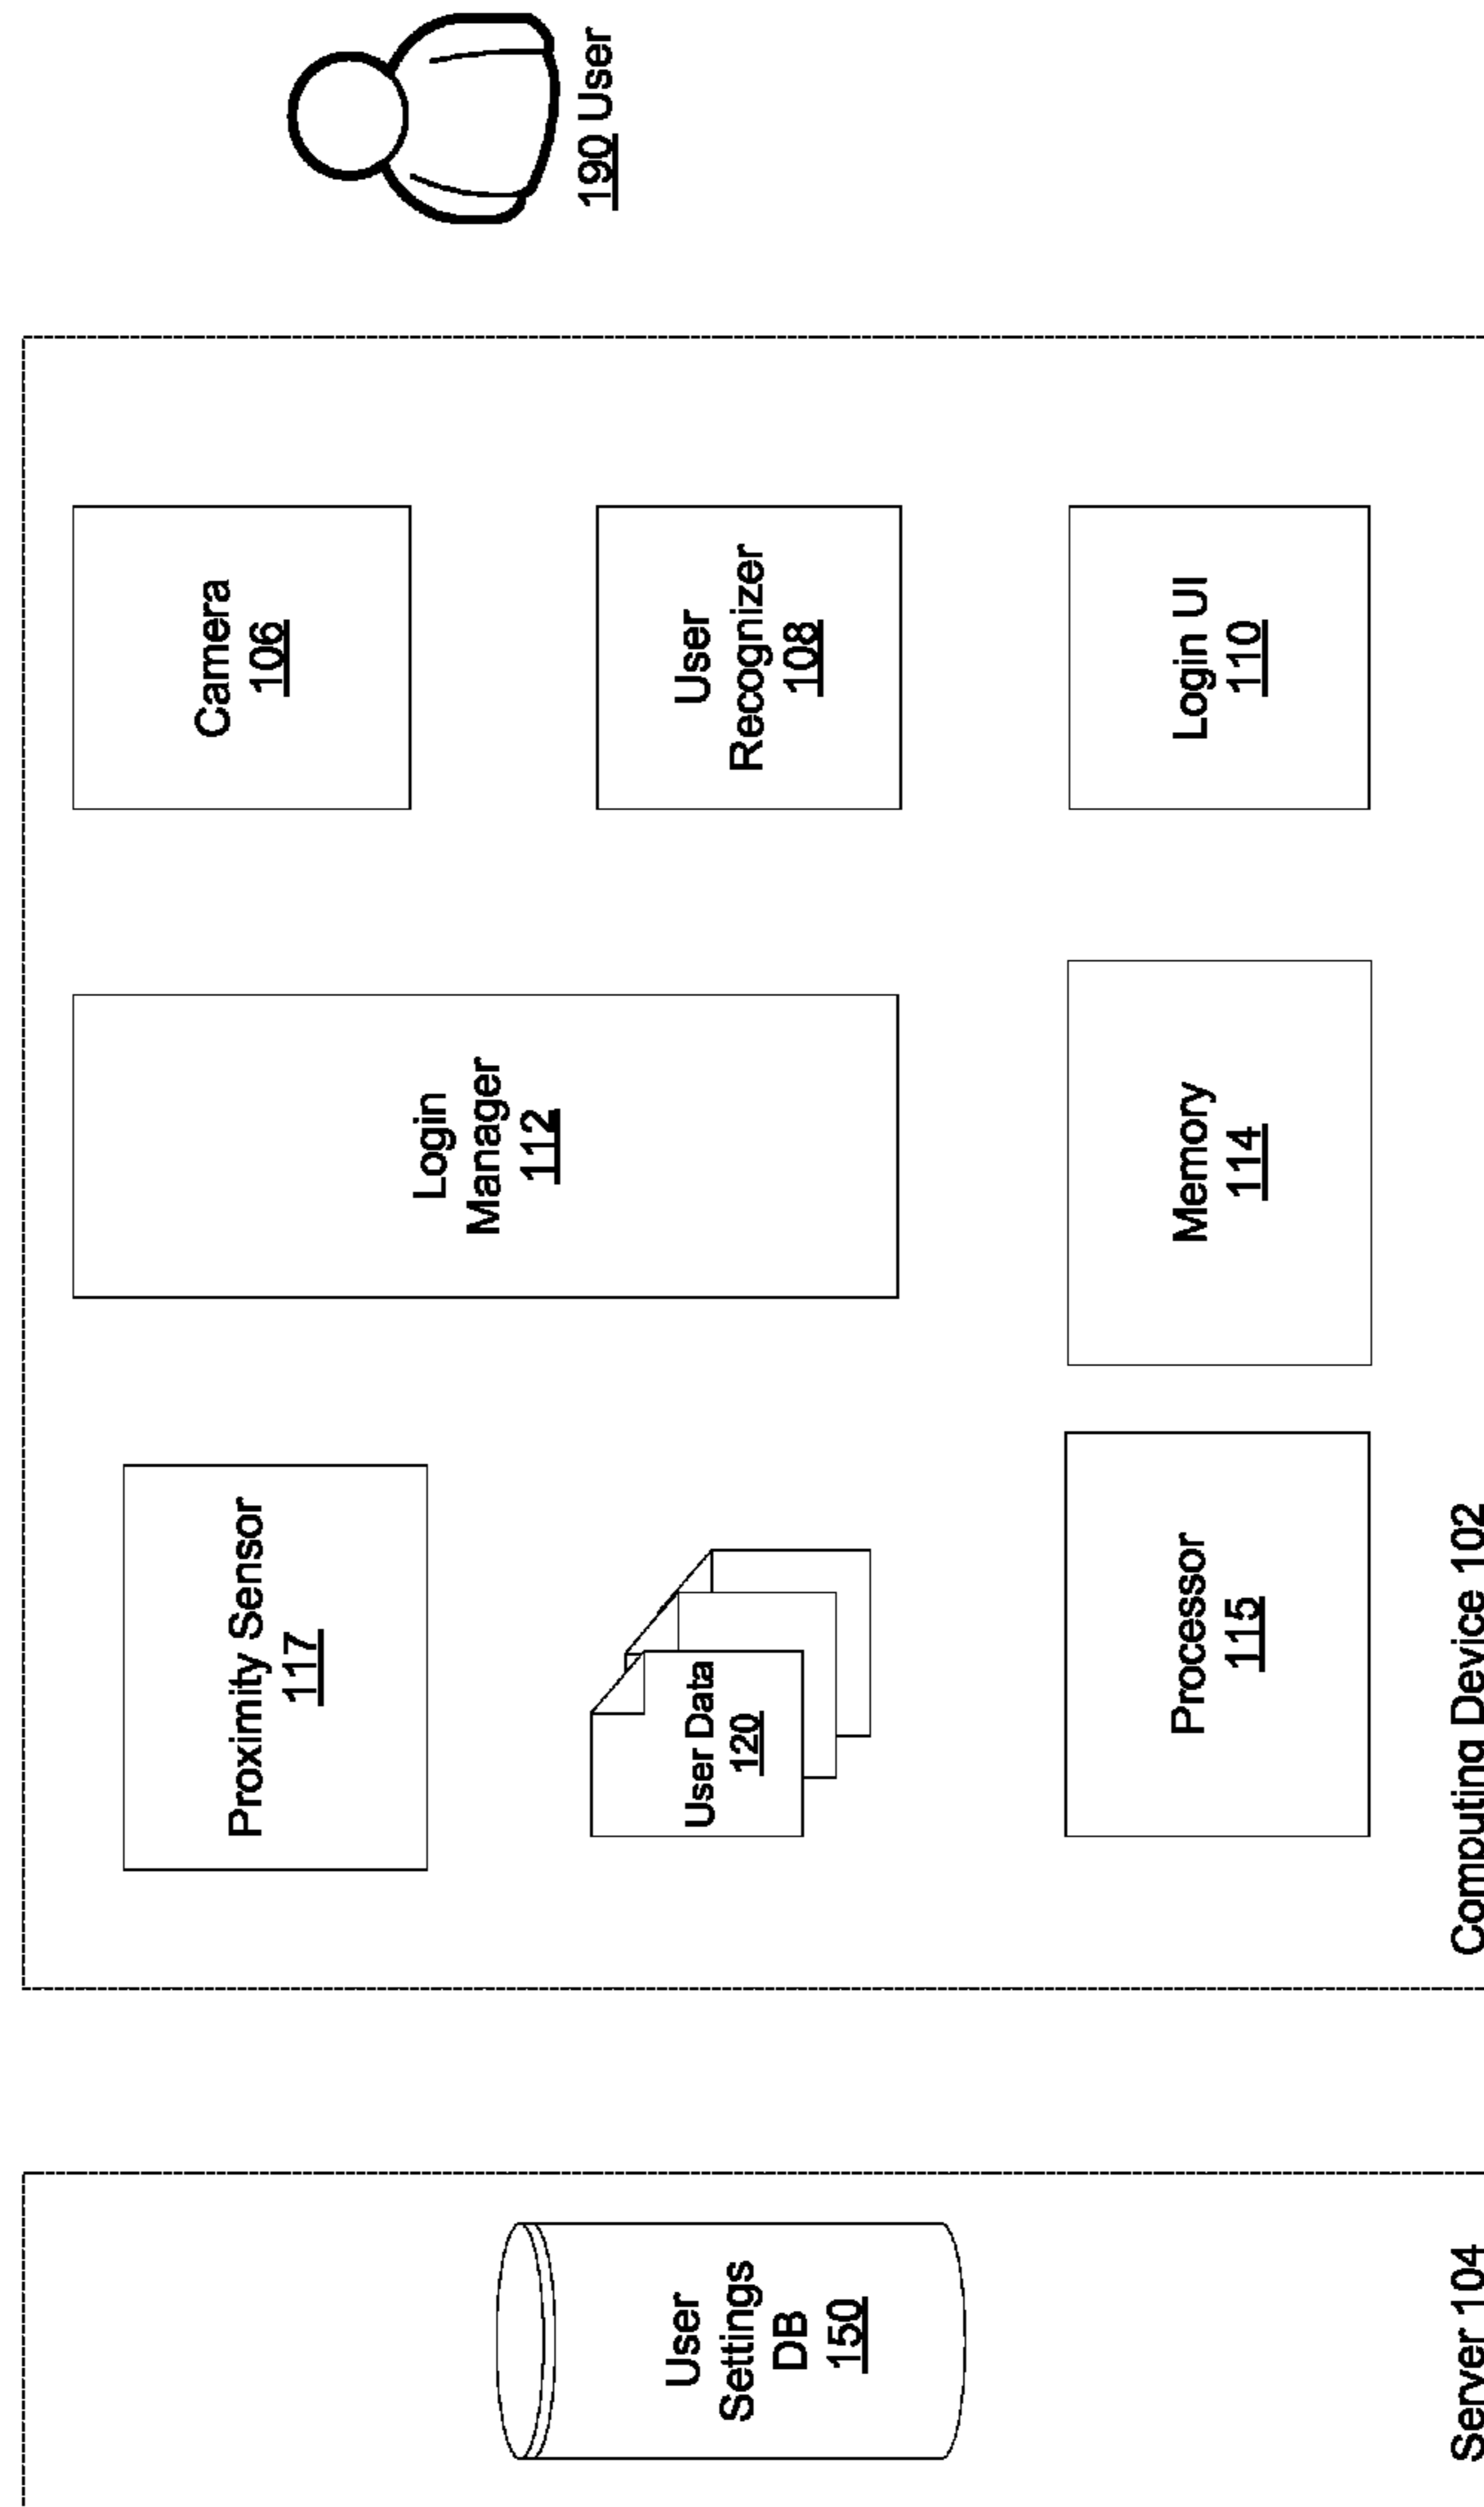 User
Settings
DB
150
Server 104
Proximity Sensor
117
User Data
120
Processor
115
Computing Device 102
Login
Manager
112
Memory
114
Camera
106
User
Recognizer
108
Login UI
110
190 User